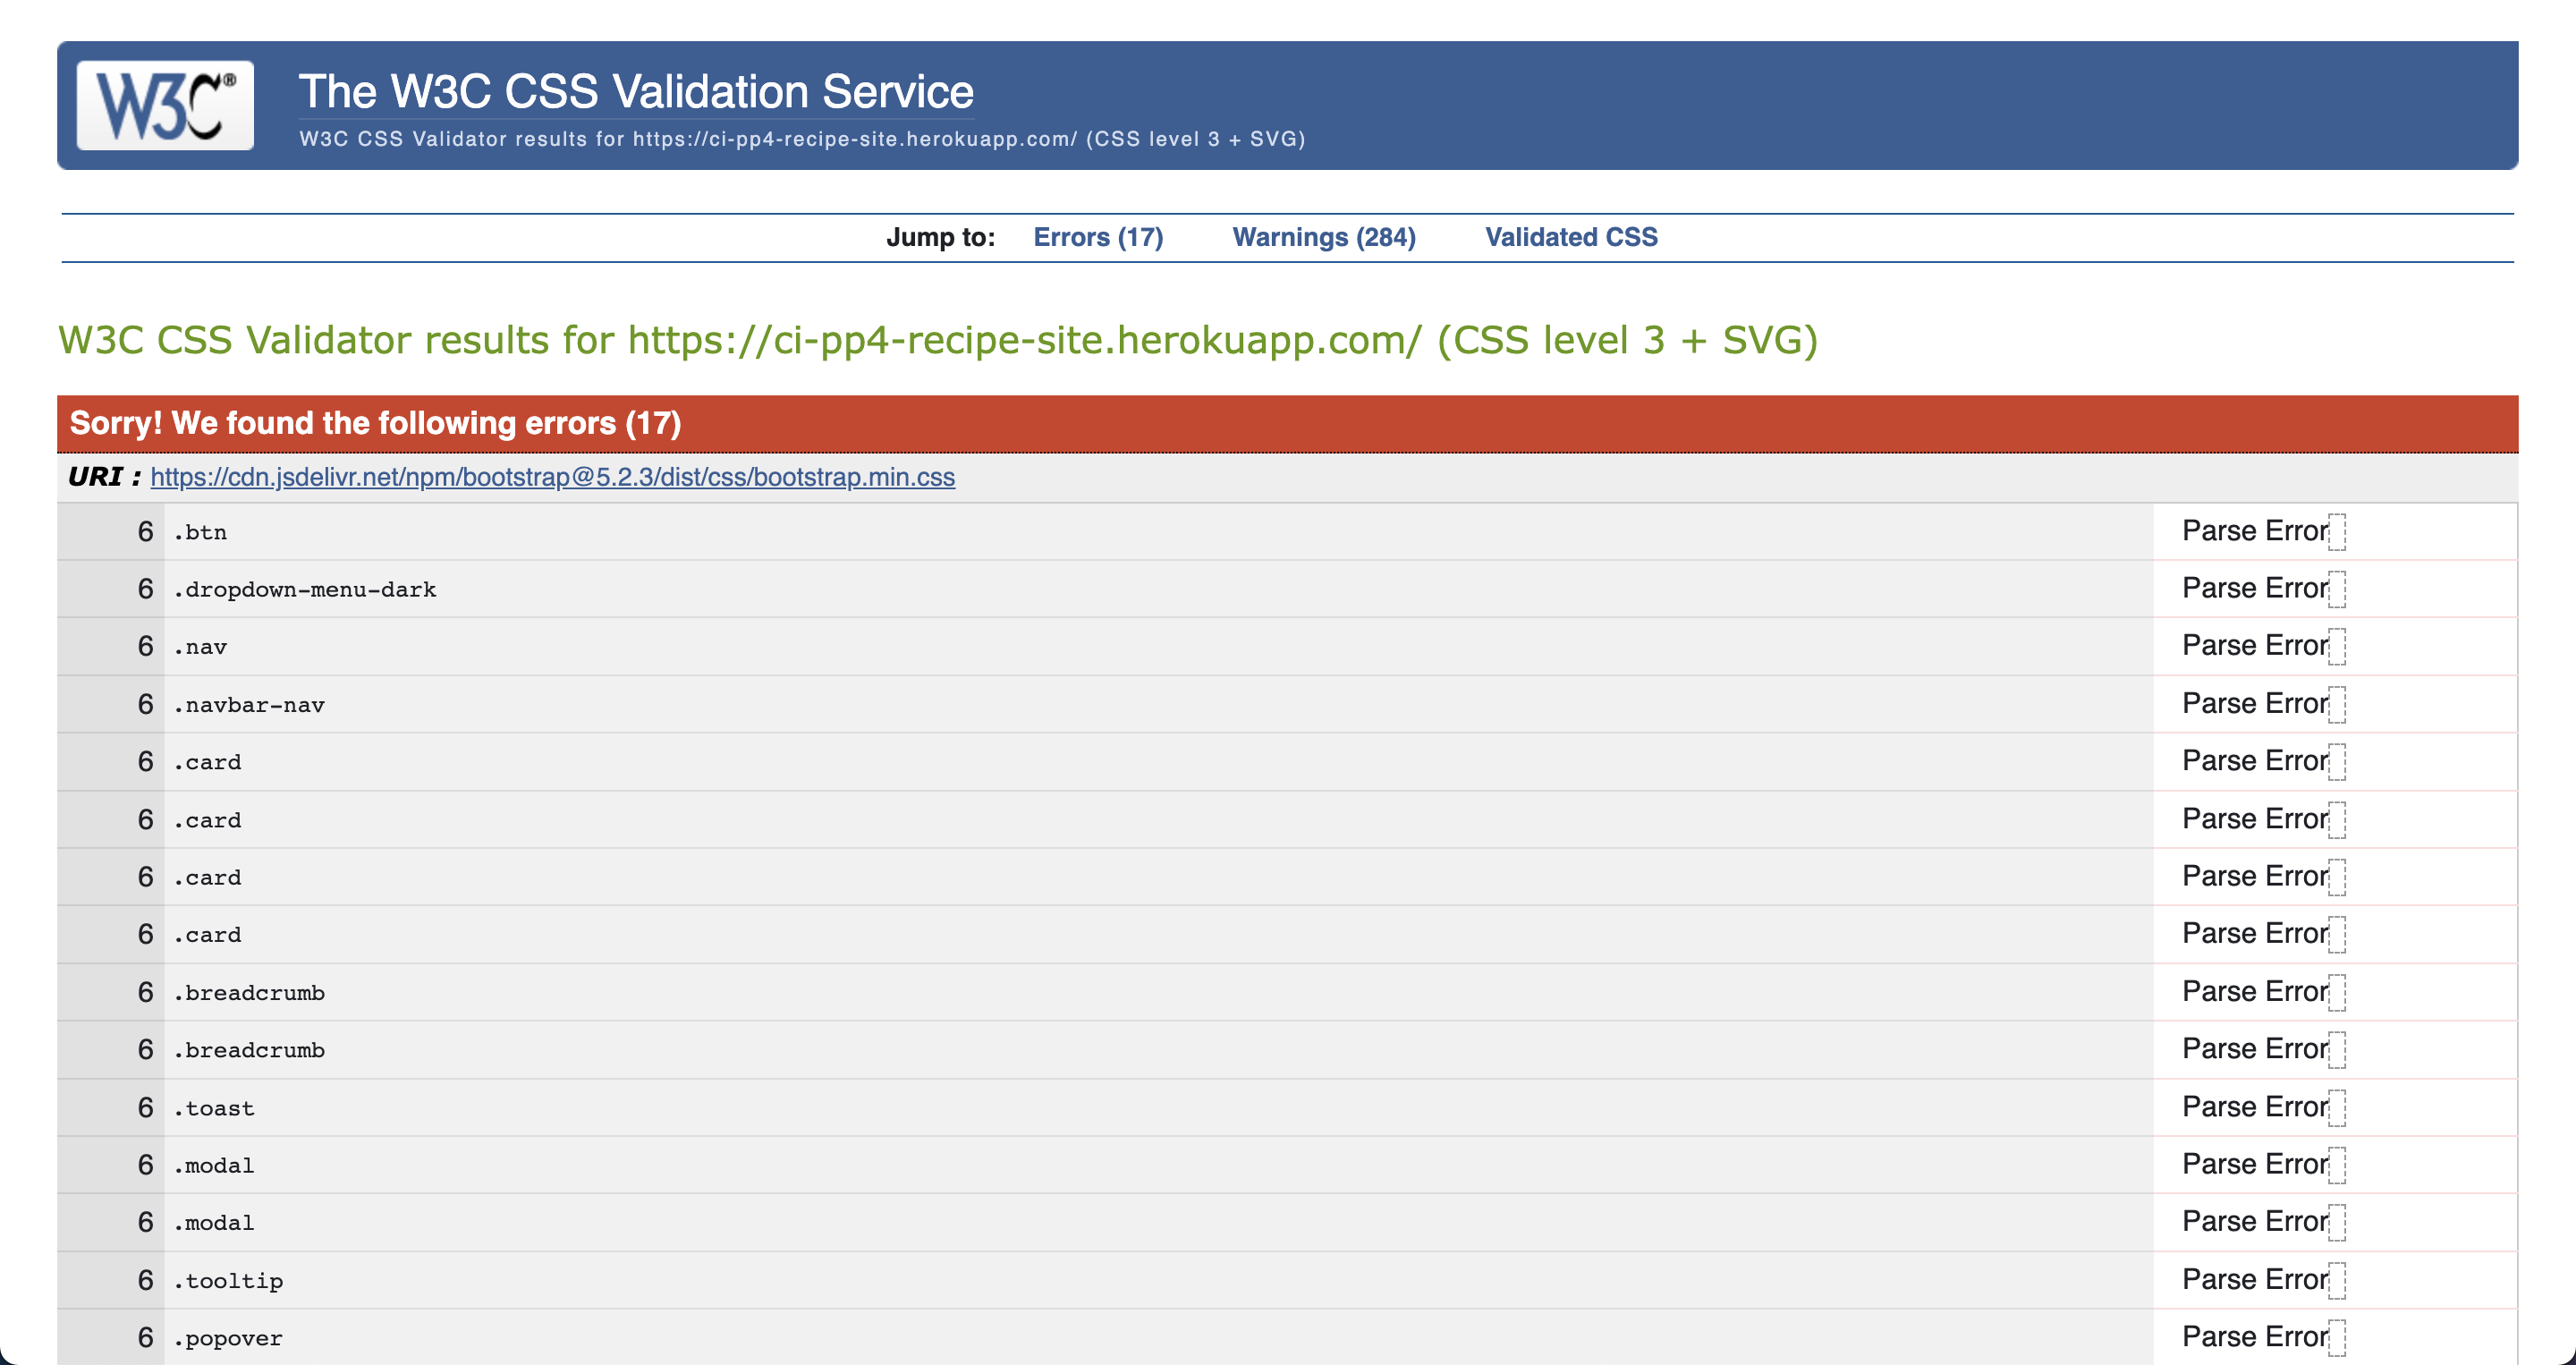 W3C®
The W3C CSS Validation Service
W3C CSS Validator results for https://ci-pp4-recipe-site.herokuapp.com/ (CSS level 3 + SVG)
Jump to: Errors (17) Warnings (284) Validated CSS
W3C CSS Validator results for https://ci-pp4-recipe-site.herokuapp.com/ (CSS level 3 + SVG)
Sorry! We found the following errors (17)
URI : https://cdn.jsdelivr.net/npm/bootstrap@5.2.3/dist/css/bootstrap.min.css
6 .btn Parse Error
6 .dropdown-menu-dark Parse Error
6 .nav Parse Error
6 .navbar-nav Parse Error
6 .card Parse Error
6 .card Parse Error
6 .card Parse Error
6 .card Parse Error
6 .breadcrumb Parse Error
6 .breadcrumb Parse Error
6 .toast Parse Error
6 .modal Parse Error
6 .modal Parse Error
6 .tooltip Parse Error
6 .popover Parse Error